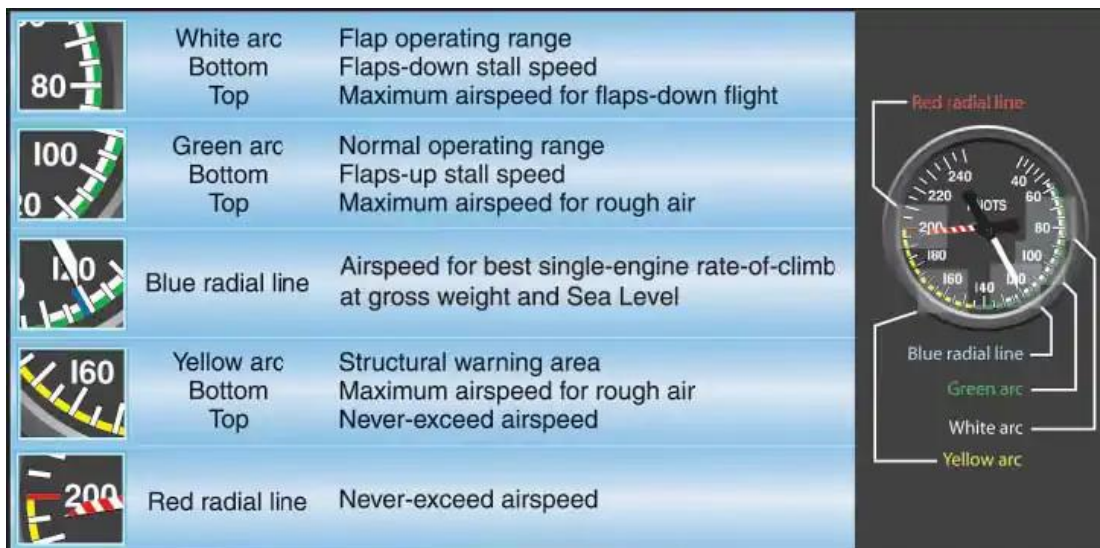 80
White arc Flap operating range
Bottom Flaps-down stall speed
Top Maximum airspeed for flaps-down flight
100
20
Green arc Normal operating range
Bottom Flaps-up stall speed
Top Maximum airspeed for rough air
120
Blue radial line Airspeed for best single-engine rate-of-climb
at gross weight and Sea Level
160
Yellow arc Structural warning area
Bottom Maximum airspeed for rough air
Top Never-exceed airspeed
200
Red radial line Never-exceed airspeed
Red radial line
240 40
220 60
KNOTS
200 80
180 100
160 140 120
Blue radial line
Green arc
White arc
Yellow arc